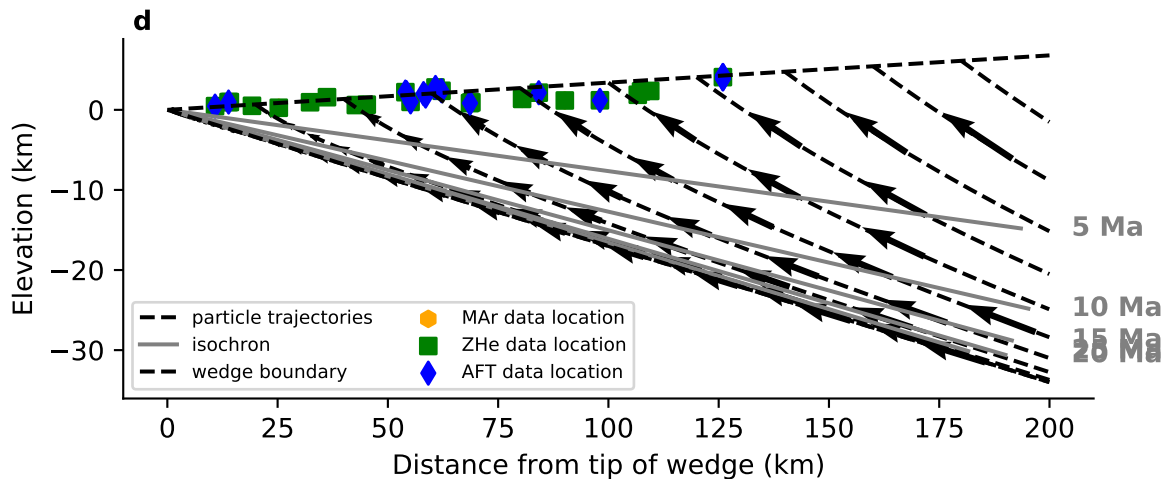 d
Elevation (km)
0
−10
−20
−30
5 Ma
10 Ma
15 Ma
particle trajectories
isochron
wedge boundary
MAr data location
ZHe data location
AFT data location
0 25 50 75 100 125 150 175 200
Distance from tip of wedge (km)